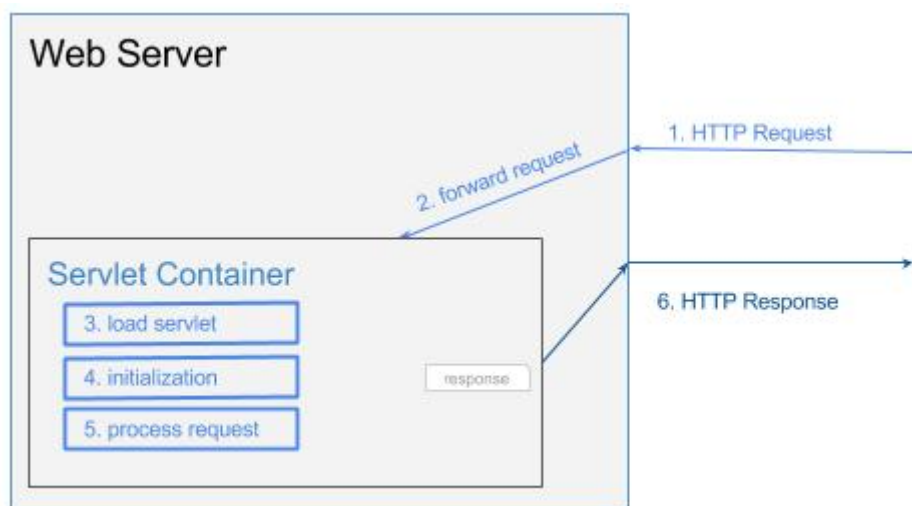 Web Server
1. HTTP Request
2. forward request
Servlet Container
3. load servlet
6. HTTP Response
4. initialization
response
5. process request